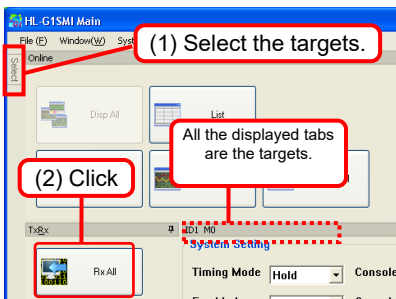 HL-G1SMI Main
File (F) Window(W) Syst
(1) Select the targets.
Online
Select
Disp All
List
All the displayed tabs
are the targets.
(2) Click
TxRx
ID1 M0
System Setting
Rx All
Timing Mode Hold Console